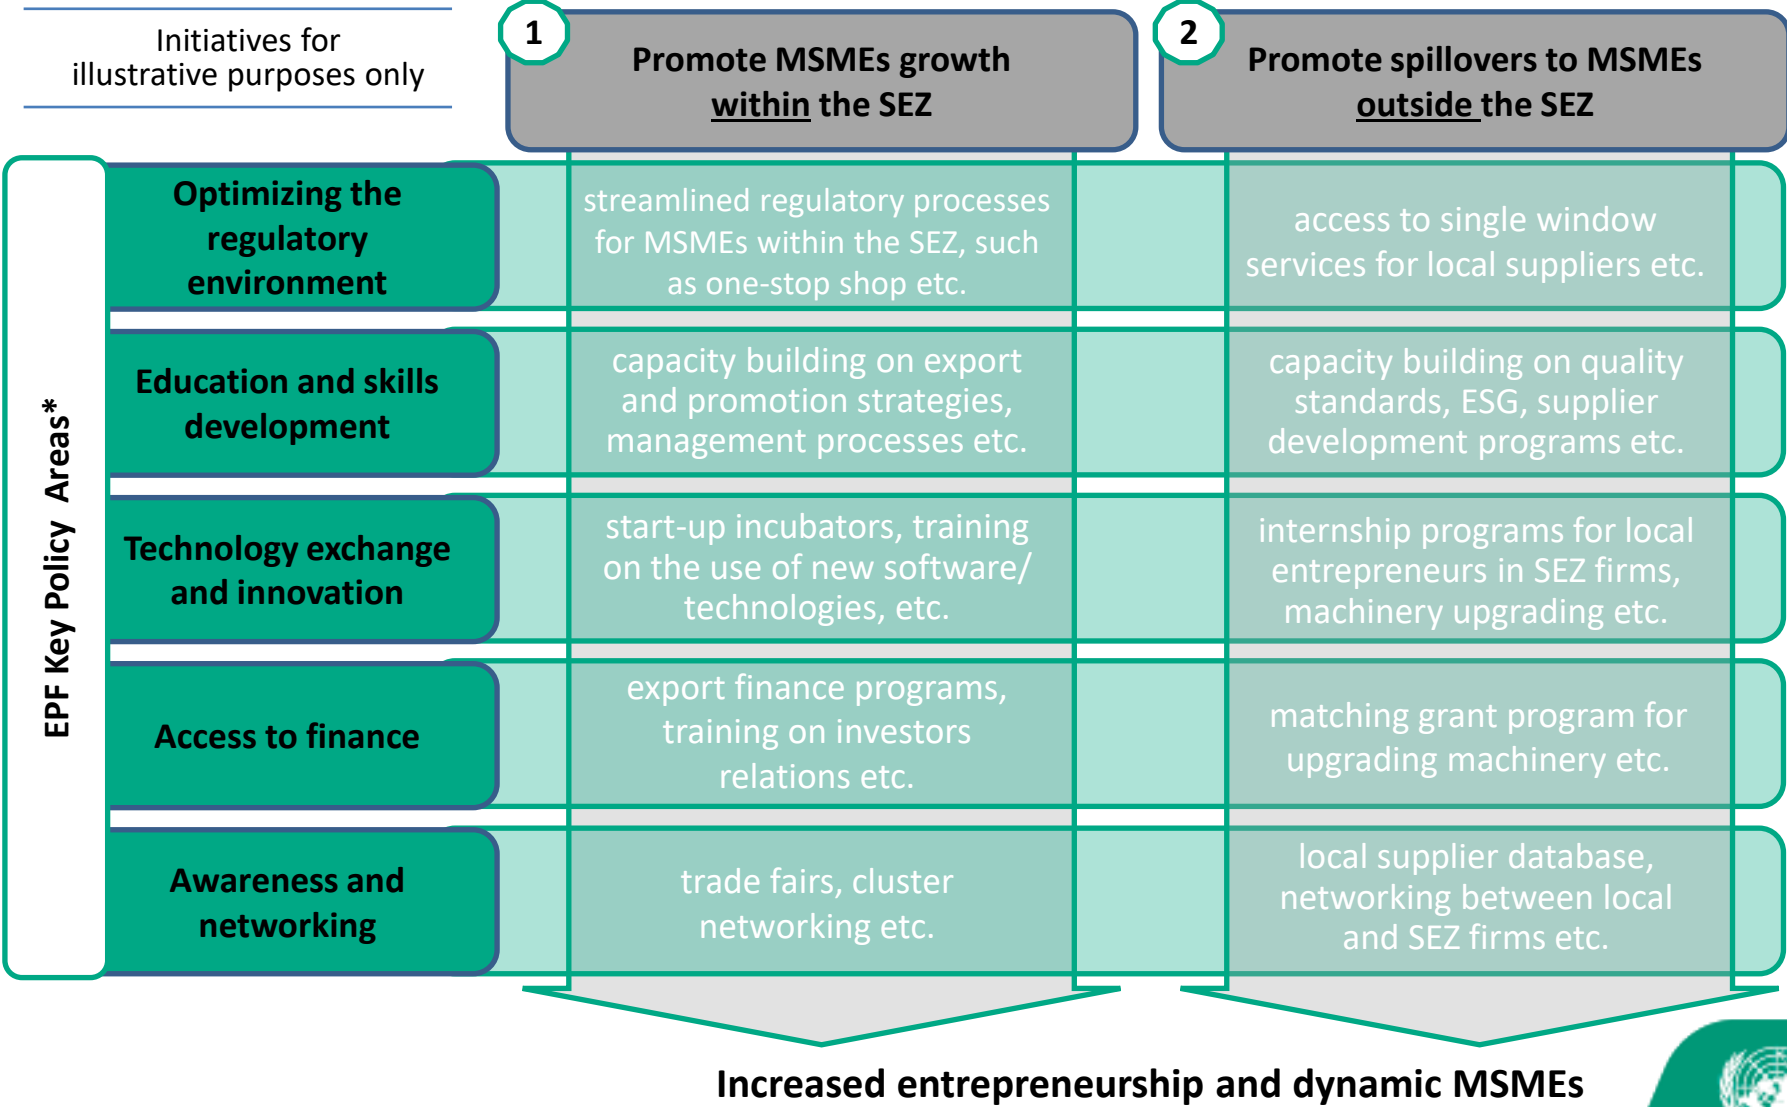 Initiatives for
illustrative purposes only
1
Promote MSMEs growth
within the SEZ
2
Promote spillovers to MSMEs
outside the SEZ
EPF Key Policy Areas*
Optimizing the
regulatory
environment
streamlined regulatory processes
for MSMEs within the SEZ, such
as one-stop shop etc.
access to single window
services for local suppliers etc.
Education and skills
development
capacity building on export
and promotion strategies,
management processes etc.
capacity building on quality
standards, ESG, supplier
development programs etc.
Technology exchange
and innovation
start-up incubators, training
on the use of new software/
technologies, etc.
internship programs for local
entrepreneurs in SEZ firms,
machinery upgrading etc.
Access to finance
export finance programs,
training on investors
relations etc.
matching grant program for
upgrading machinery etc.
Awareness and
networking
trade fairs, cluster
networking etc.
local supplier database,
networking between local
and SEZ firms etc.
Increased entrepreneurship and dynamic MSMEs